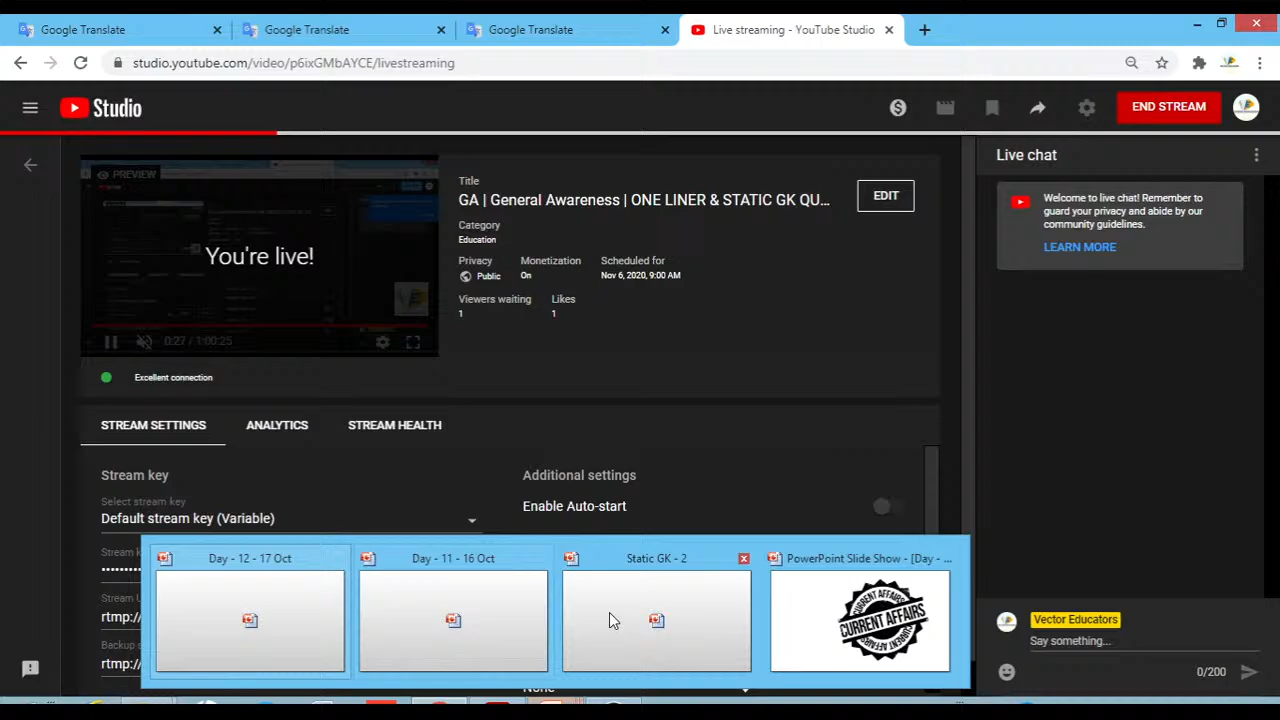 Google Translate
Google Translate
Google Translate
Live streaming - YouTube Studio
studio.youtube.com/video/p6ixGMbAYCE/livestreaming
Studio
END STREAM
PREVIEW
You're live!
0:27 / 1:00:25
Excellent connection
Title
GA | General Awareness | ONE LINER & STATIC GK QU...
EDIT
Category
Education
Privacy
Monetization
Scheduled for
Public
On
Nov 6, 2020, 9:00 AM
Viewers waiting
Likes
1
1
Live chat
Welcome to live chat! Remember to
guard your privacy and abide by our
community guidelines.
LEARN MORE
STREAM SETTINGS
ANALYTICS
STREAM HEALTH
Stream key
Select stream key
Default stream key (Variable)
Additional settings
Enable Auto-start
Stream k
Stream U
rtmp:/
Backup s
rtmp:/
Day - 12 - 17 Oct
Day - 11 - 16 Oct
Static GK - 2
PowerPoint Slide Show - [Day - ...
CURRENT AFFAIRS
CURRENT AFFAIRS
CURRENT AFFAIRS
None
Vector Educators
Say something...
0/200